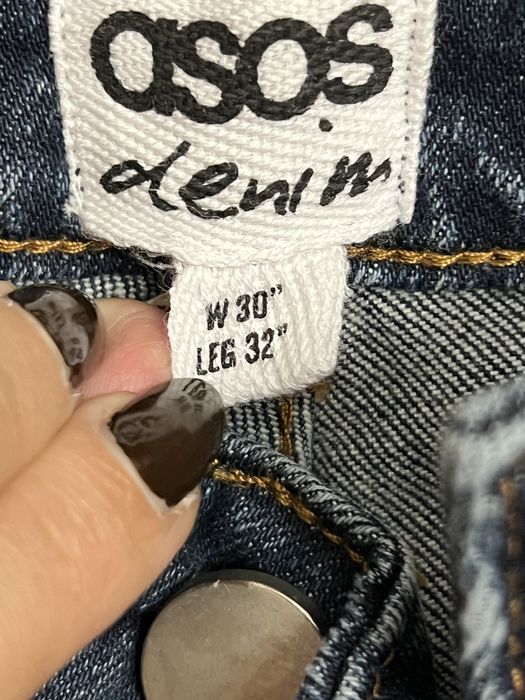 asos
denim
W 30"
LEG 32"